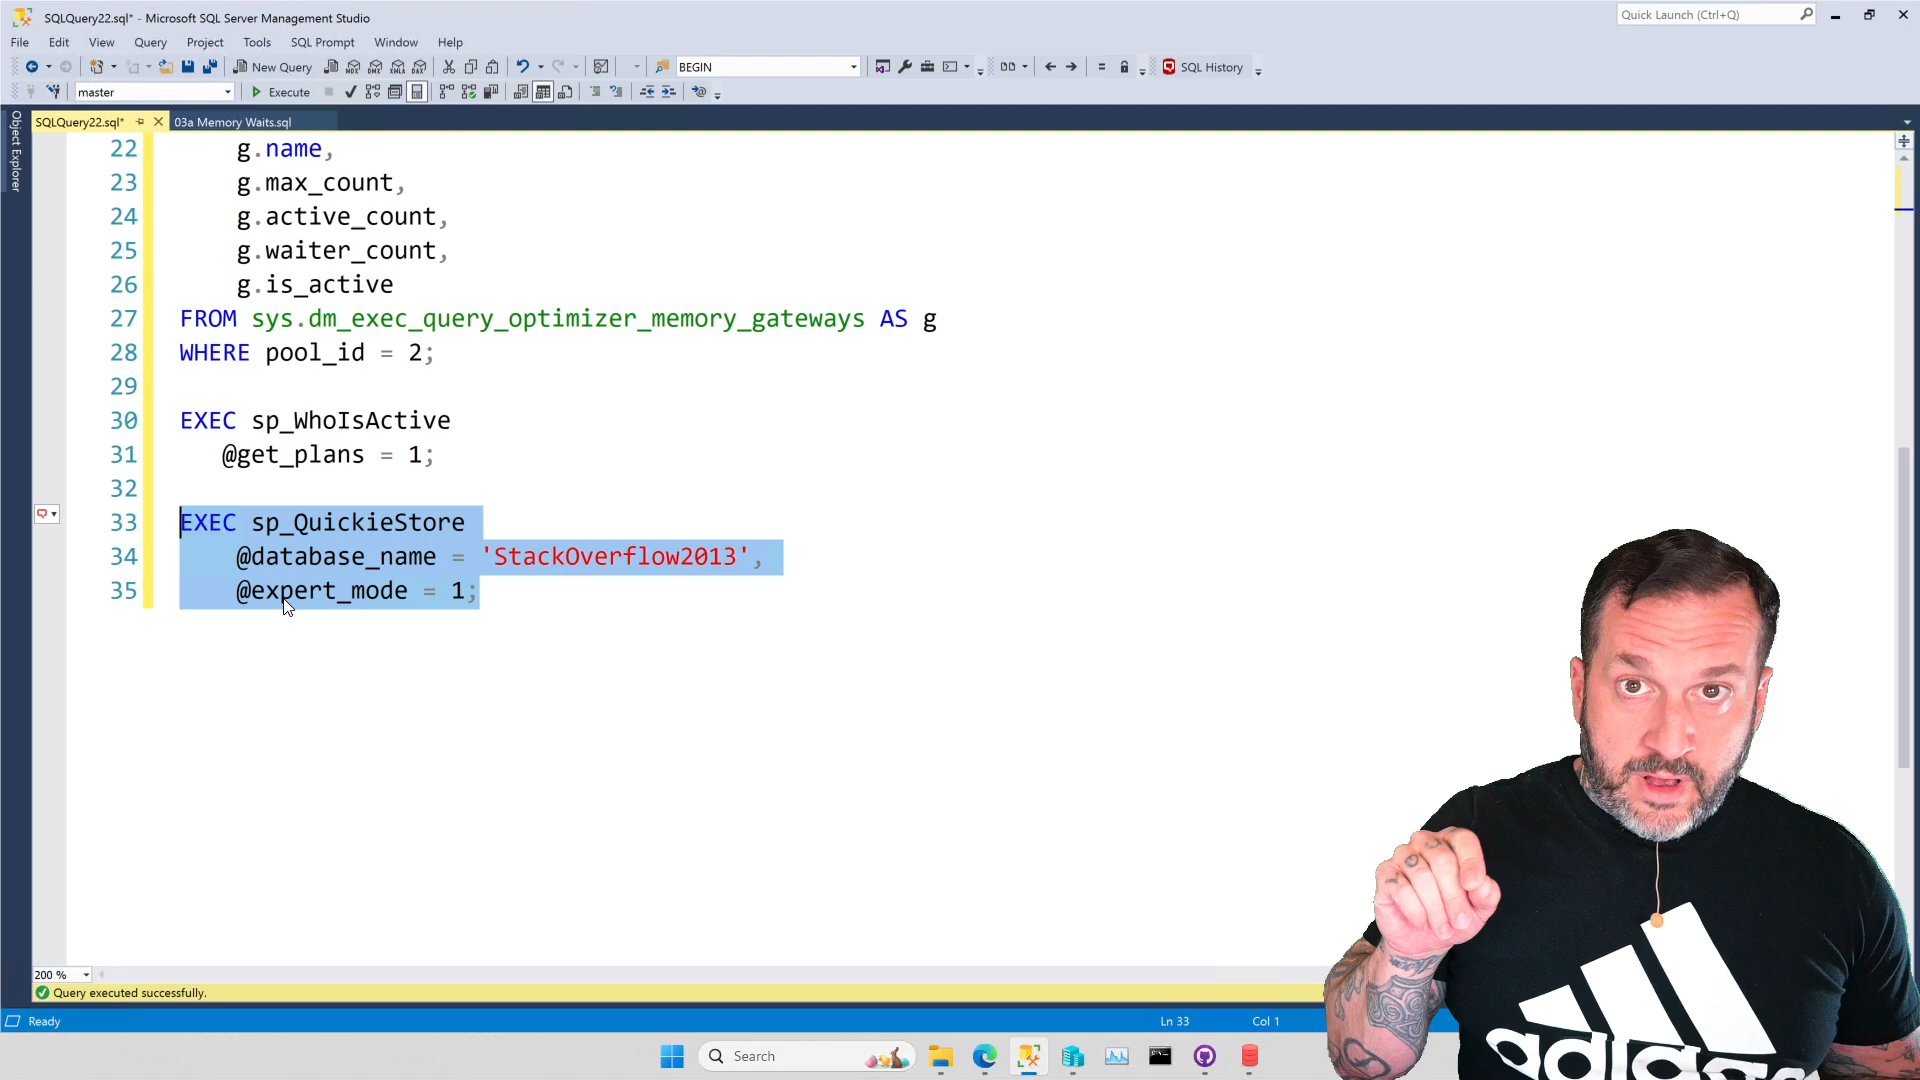 SQLQuery22.sql* - Microsoft SQL Server Management Studio
Quick Launch (Ctrl+Q)
File Edit View Query Project Tools SQL Prompt Window Help
New Query
MDX DMX XMLA DAX
BEGIN
SQL History
master
Execute
SQLQuery22.sql*
03a Memory Waits.sql
Object Explorer
22 g.name,
23 g.max_count,
24 g.active_count,
25 g.waiter_count,
26 g.is_active
27 FROM sys.dm_exec_query_optimizer_memory_gateways AS g
28 WHERE pool_id = 2;
29
30 EXEC sp_WhoIsActive
31 @get_plans = 1;
32
33 EXEC sp_QuickieStore
34 @database_name = 'StackOverflow2013',
35 @expert_mode = 1;
200 %
Query executed successfully.
Ready
Ln 33
Col 1
Search
adidas